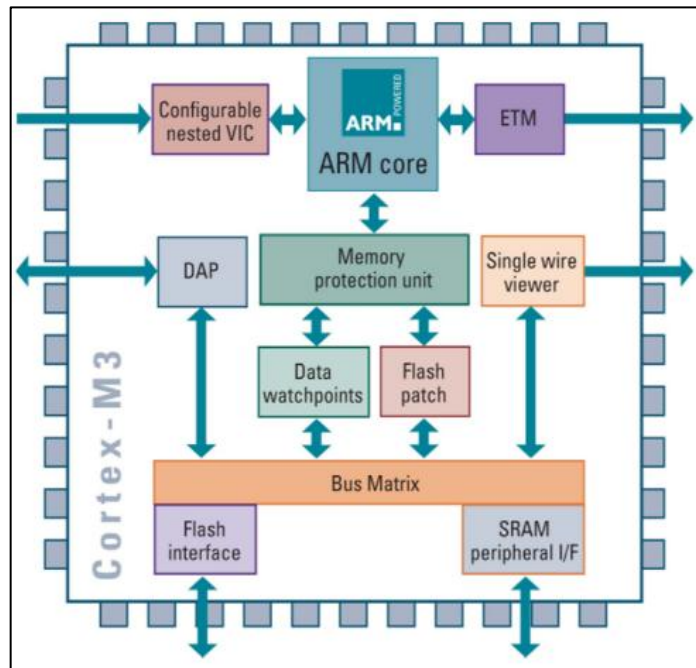 Configurable
nested VIC
ARM
POWERED
ARM core
ETM
DAP
Memory
protection unit
Single wire
viewer
Data
watchpoints
Flash
patch
Bus Matrix
Flash
interface
SRAM
peripheral I/F
Cortex-M3